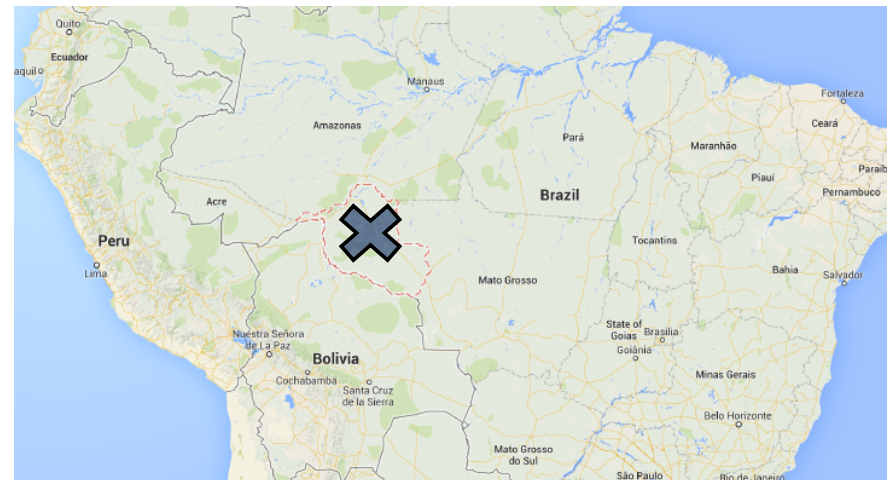 Quito
Ecuador
aquil
Manaus
Fortaleza
Ceará
Amazonas
Pará
Maranhão
Piauí
Paraíb
Pernambuco
Acre
Brazil
Peru
Tocantins
Lima
Mato Grosso
Bahia
Salvador
Nuestra Señora
de La Paz
State of
Goias
Brasilia
Goiânia
Bolivia
Cochabamba
Santa Cruz
de la Sierra
Minas Gerais
Belo Horizonte
Mato Grosso
do Sul
São Paulo
Rio de Janeiro